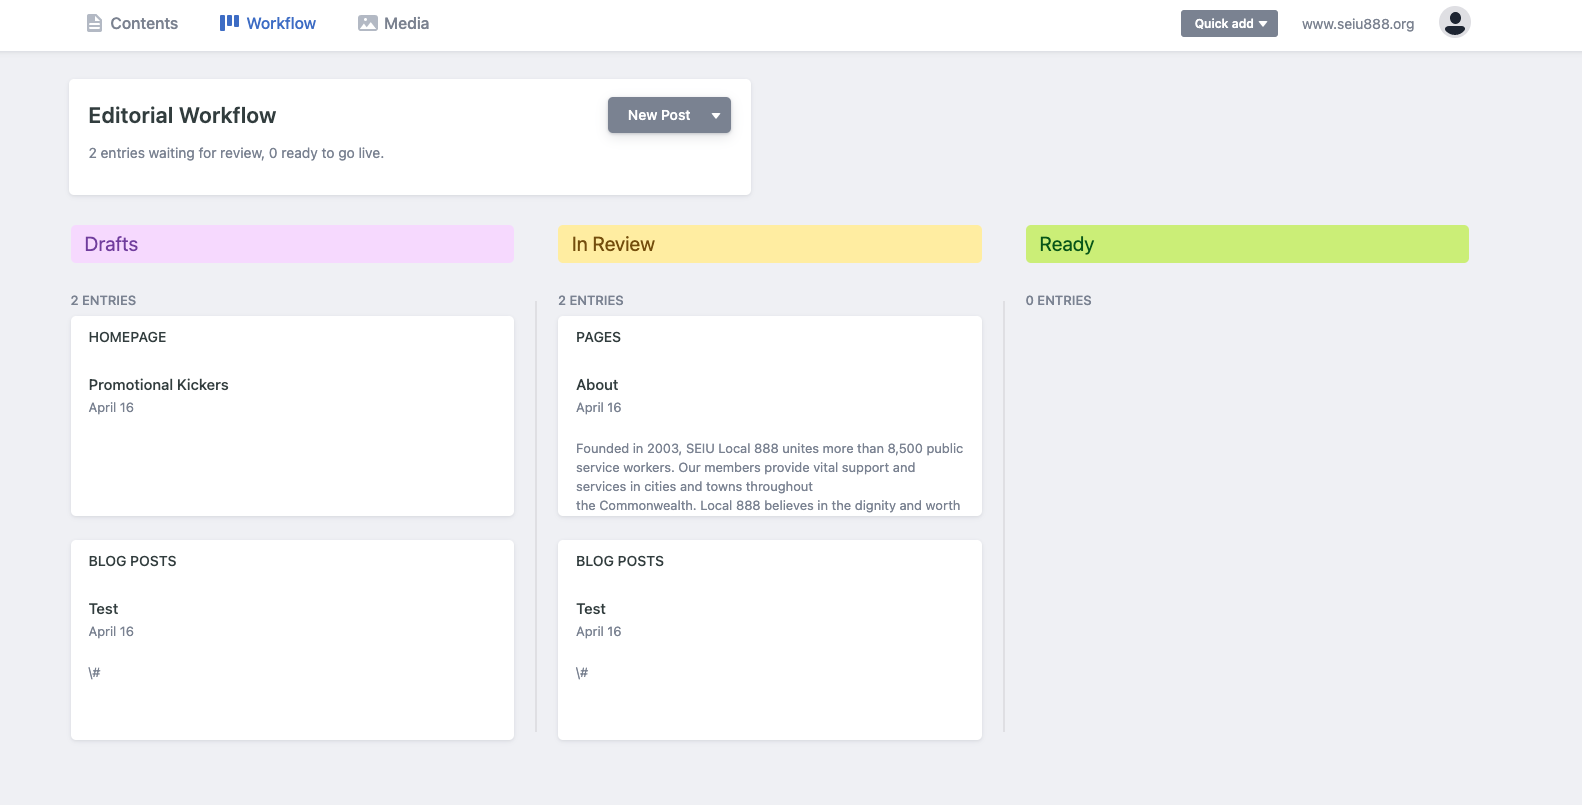 Contents
Workflow
Media
Quick add
www.seiu888.org
Editorial Workflow
New Post
2 entries waiting for review, 0 ready to go live.
Drafts
In Review
Ready
2 ENTRIES
HOMEPAGE
Promotional Kickers
April 16
BLOG POSTS
Test
April 16
\#
2 ENTRIES
PAGES
About
April 16
Founded in 2003, SEIU Local 888 unites more than 8,500 public
service workers. Our members provide vital support and
services in cities and towns throughout
the Commonwealth. Local 888 believes in the dignity and worth
BLOG POSTS
Test
April 16
\#
0 ENTRIES